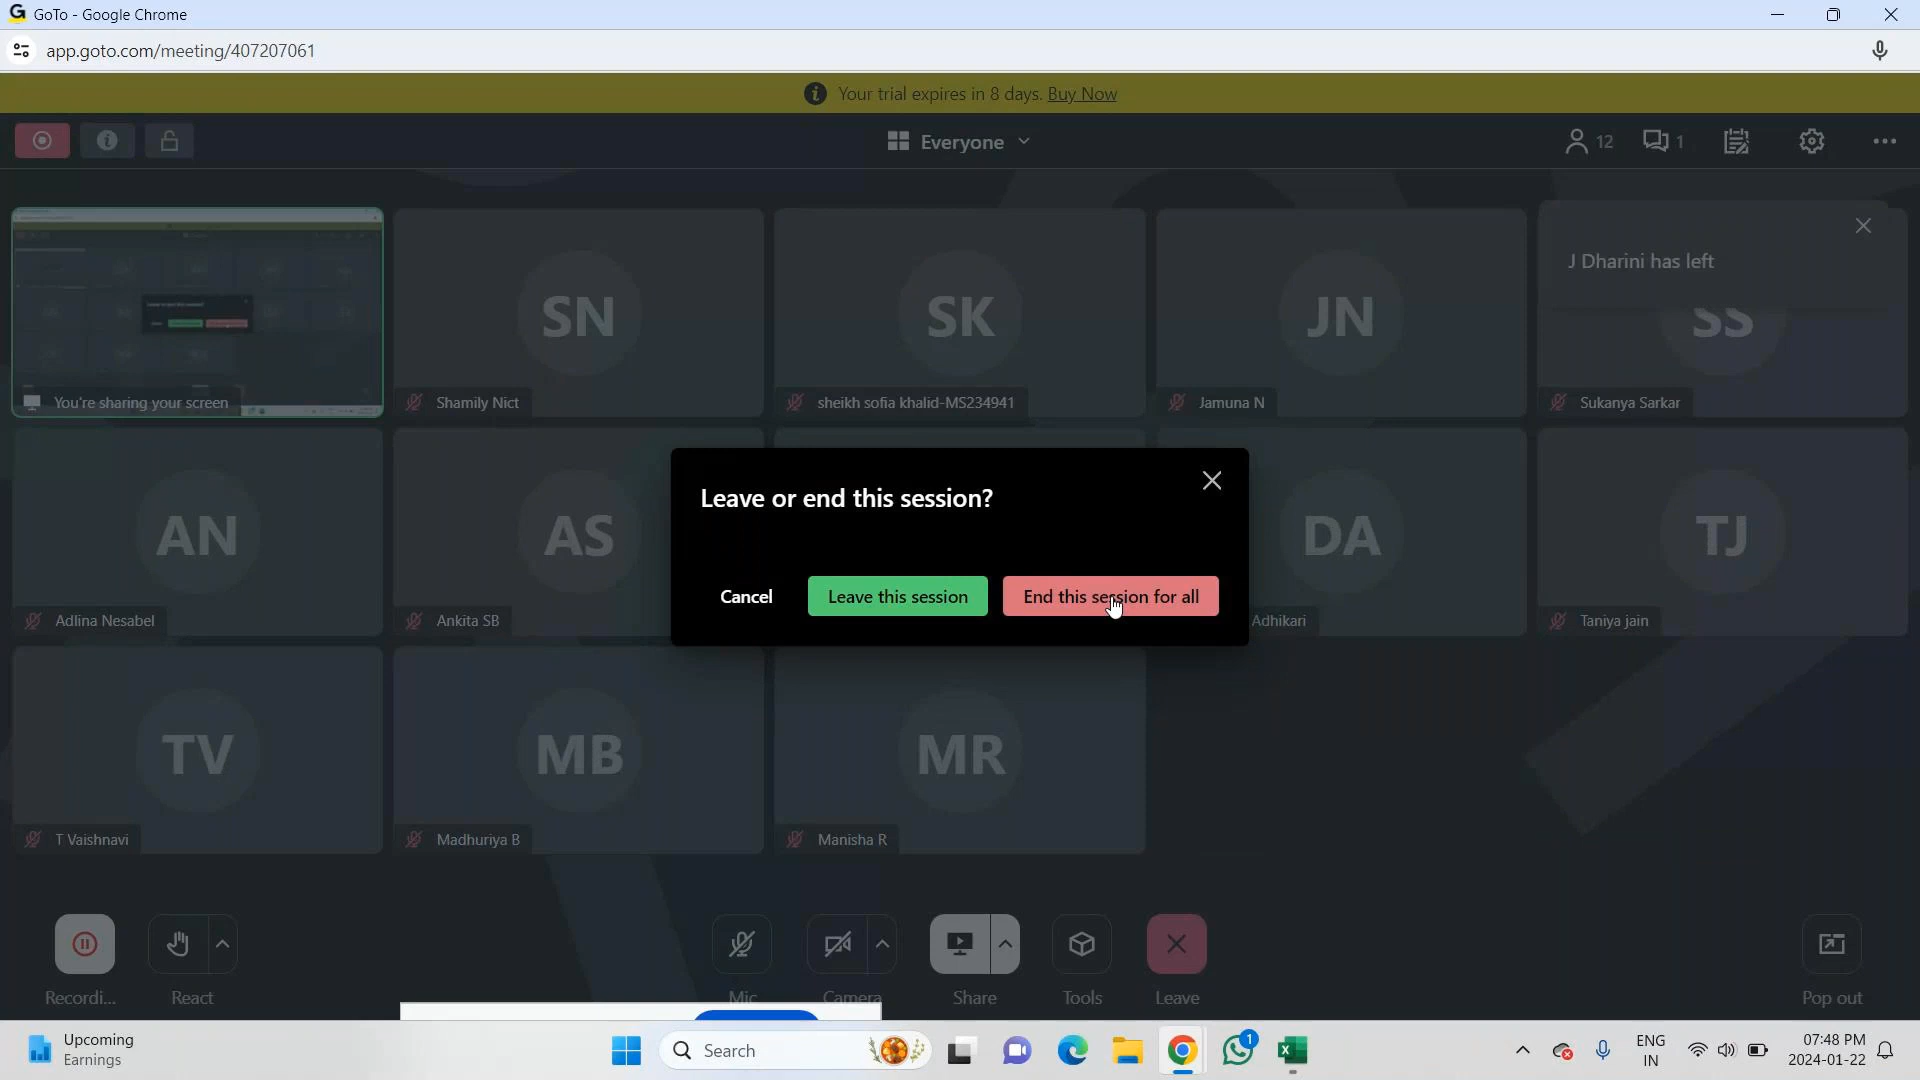 GoTo - Google Chrome
app.goto.com/meeting/407207061
Your trial expires in 8 days. Buy Now
Everyone
12
1
J Dharini has left
SN
SK
JN
SS
You're sharing your screen
Shamily Nict
sheikh sofia khalid-MS234941
Jamuna N
Sukanya Sarkar
Leave or end this session?
AN
AS
DA
TJ
Cancel
Leave this session
End this session for all
Adlina Nesabel
Ankita SB
Adhikari
Taniya jain
TV
MB
MR
T Vaishnavi
Madhuriya B
Manisha R
Recordi...
React
Mic
Camera
Share
Tools
Leave
Pop out
Upcoming
Earnings
Search
1
ENG
IN
07:48 PM
2024-01-22